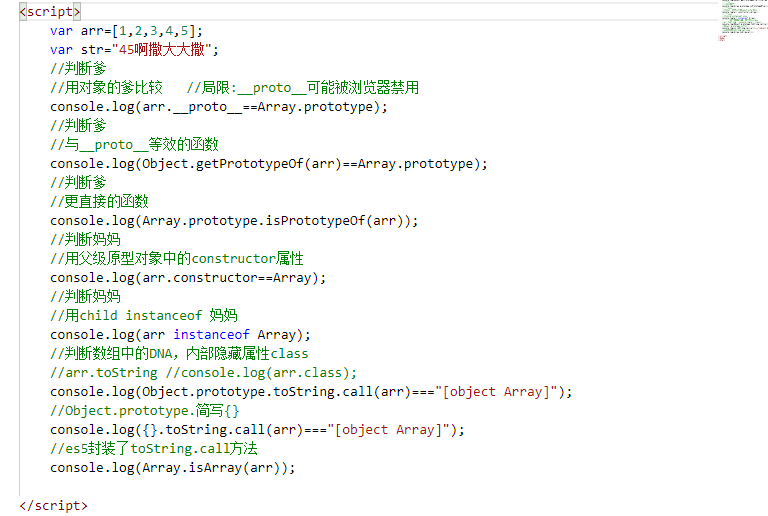 <script>
var arr=[1,2,3,4,5];
var str="45啊撒大大撒";
//判断爹
//用对象的爹比较   //局限:__proto__可能被浏览器禁用
console.log(arr.__proto__==Array.prototype);
//判断爹
//与__proto__等效的函数
console.log(Object.getPrototypeOf(arr)==Array.prototype);
//判断爹
//更直接的函数
console.log(Array.prototype.isPrototypeOf(arr));
//判断妈妈
//用父级原型对象中的constructor属性
console.log(arr.constructor==Array);
//判断妈妈
//用child instanceof 妈妈
console.log(arr instanceof Array);
//判断数组中的DNA，内部隐藏属性class
//arr.toString //console.log(arr.class);
console.log(Object.prototype.toString.call(arr)==="[object Array]");
//Object.prototype.简写{}
console.log({}.toString.call(arr)==="[object Array]");
//es5封装了toString.call方法
console.log(Array.isArray(arr));
</script>